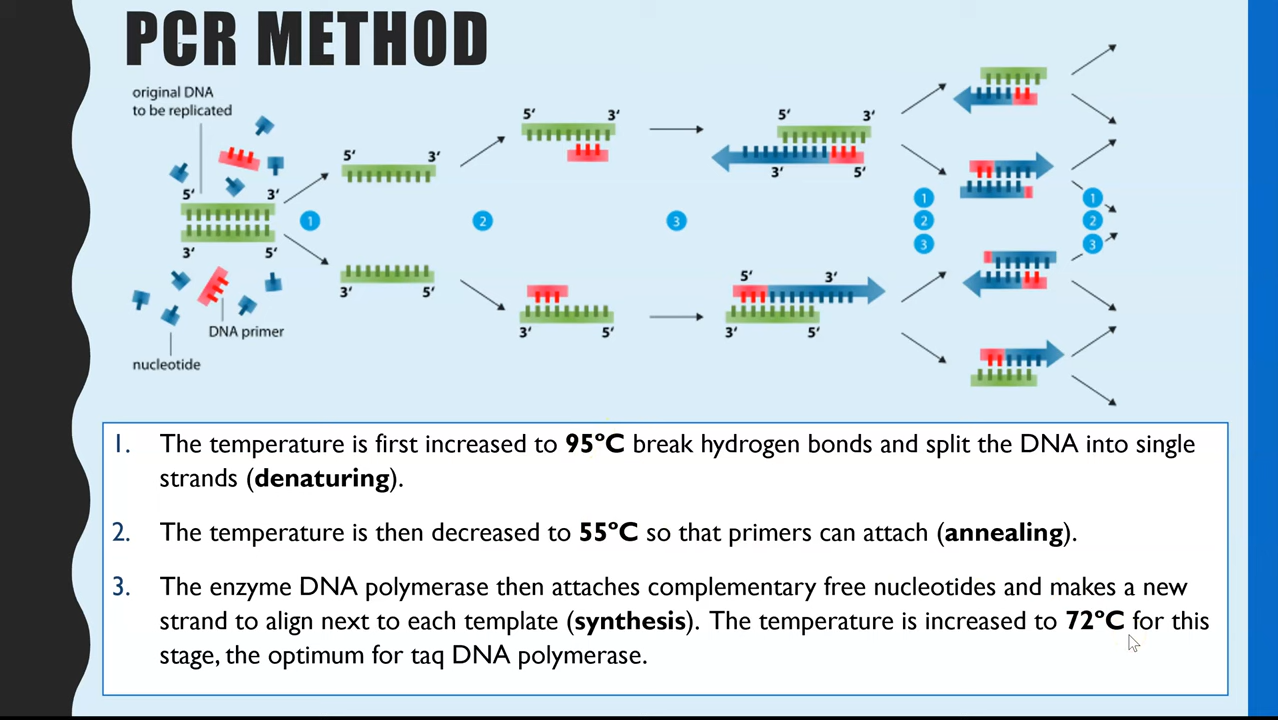 PCR METHOD
original DNA
to be replicated
5′ 3′
3′ 5′
DNA primer
nucleotide
1
5′ 3′
3′ 5′
2
5′ 3′
3′ 5′
3
5′ 3′
3′ 5′
5′ 3′
3′ 5′
1
2
3
1
2
3
1. The temperature is first increased to 95°C break hydrogen bonds and split the DNA into single
strands (denaturing).
2. The temperature is then decreased to 55°C so that primers can attach (annealing).
3. The enzyme DNA polymerase then attaches complementary free nucleotides and makes a new
strand to align next to each template (synthesis). The temperature is increased to 72°C for this
stage, the optimum for taq DNA polymerase.